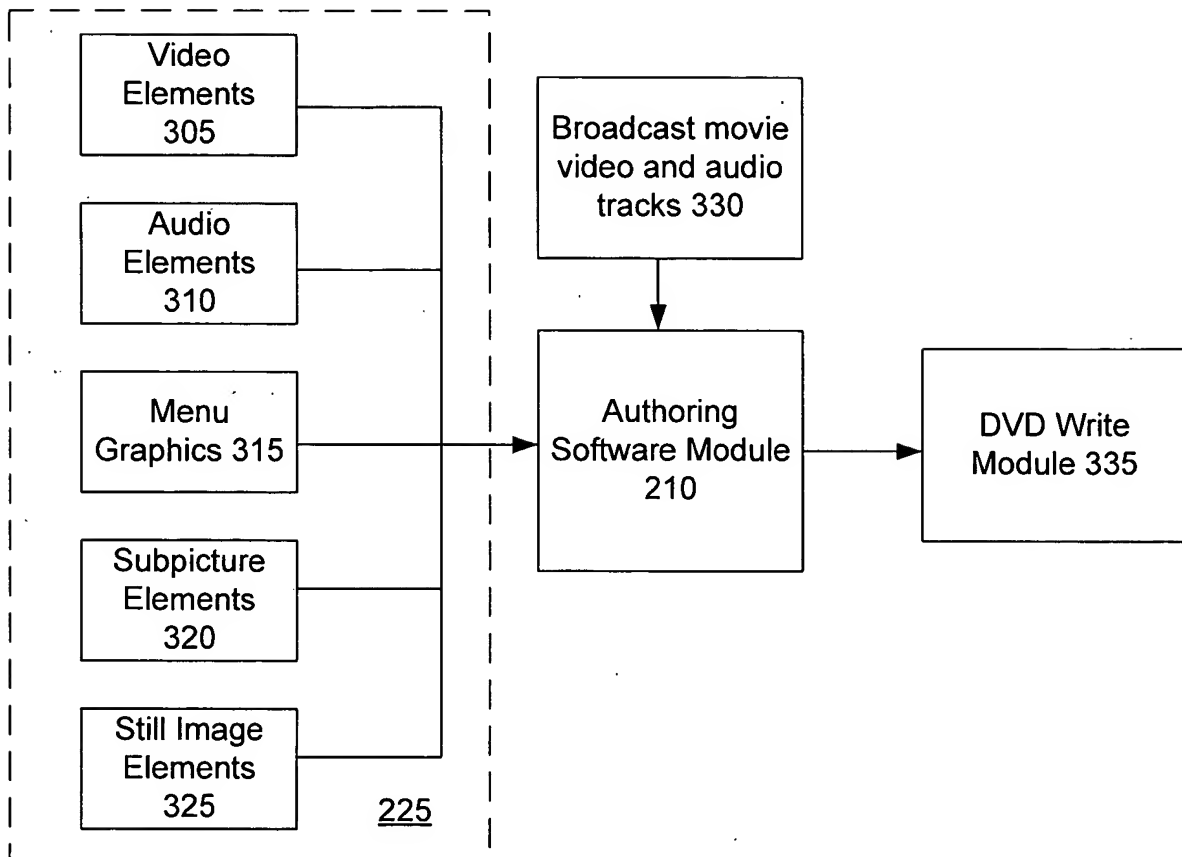 Video
Elements
305
Audio
Elements
310
Menu
Graphics 315
Subpicture
Elements
320
Still Image
Elements
325
225
Broadcast movie
video and audio
tracks 330
Authoring
Software Module
210
DVD Write
Module 335